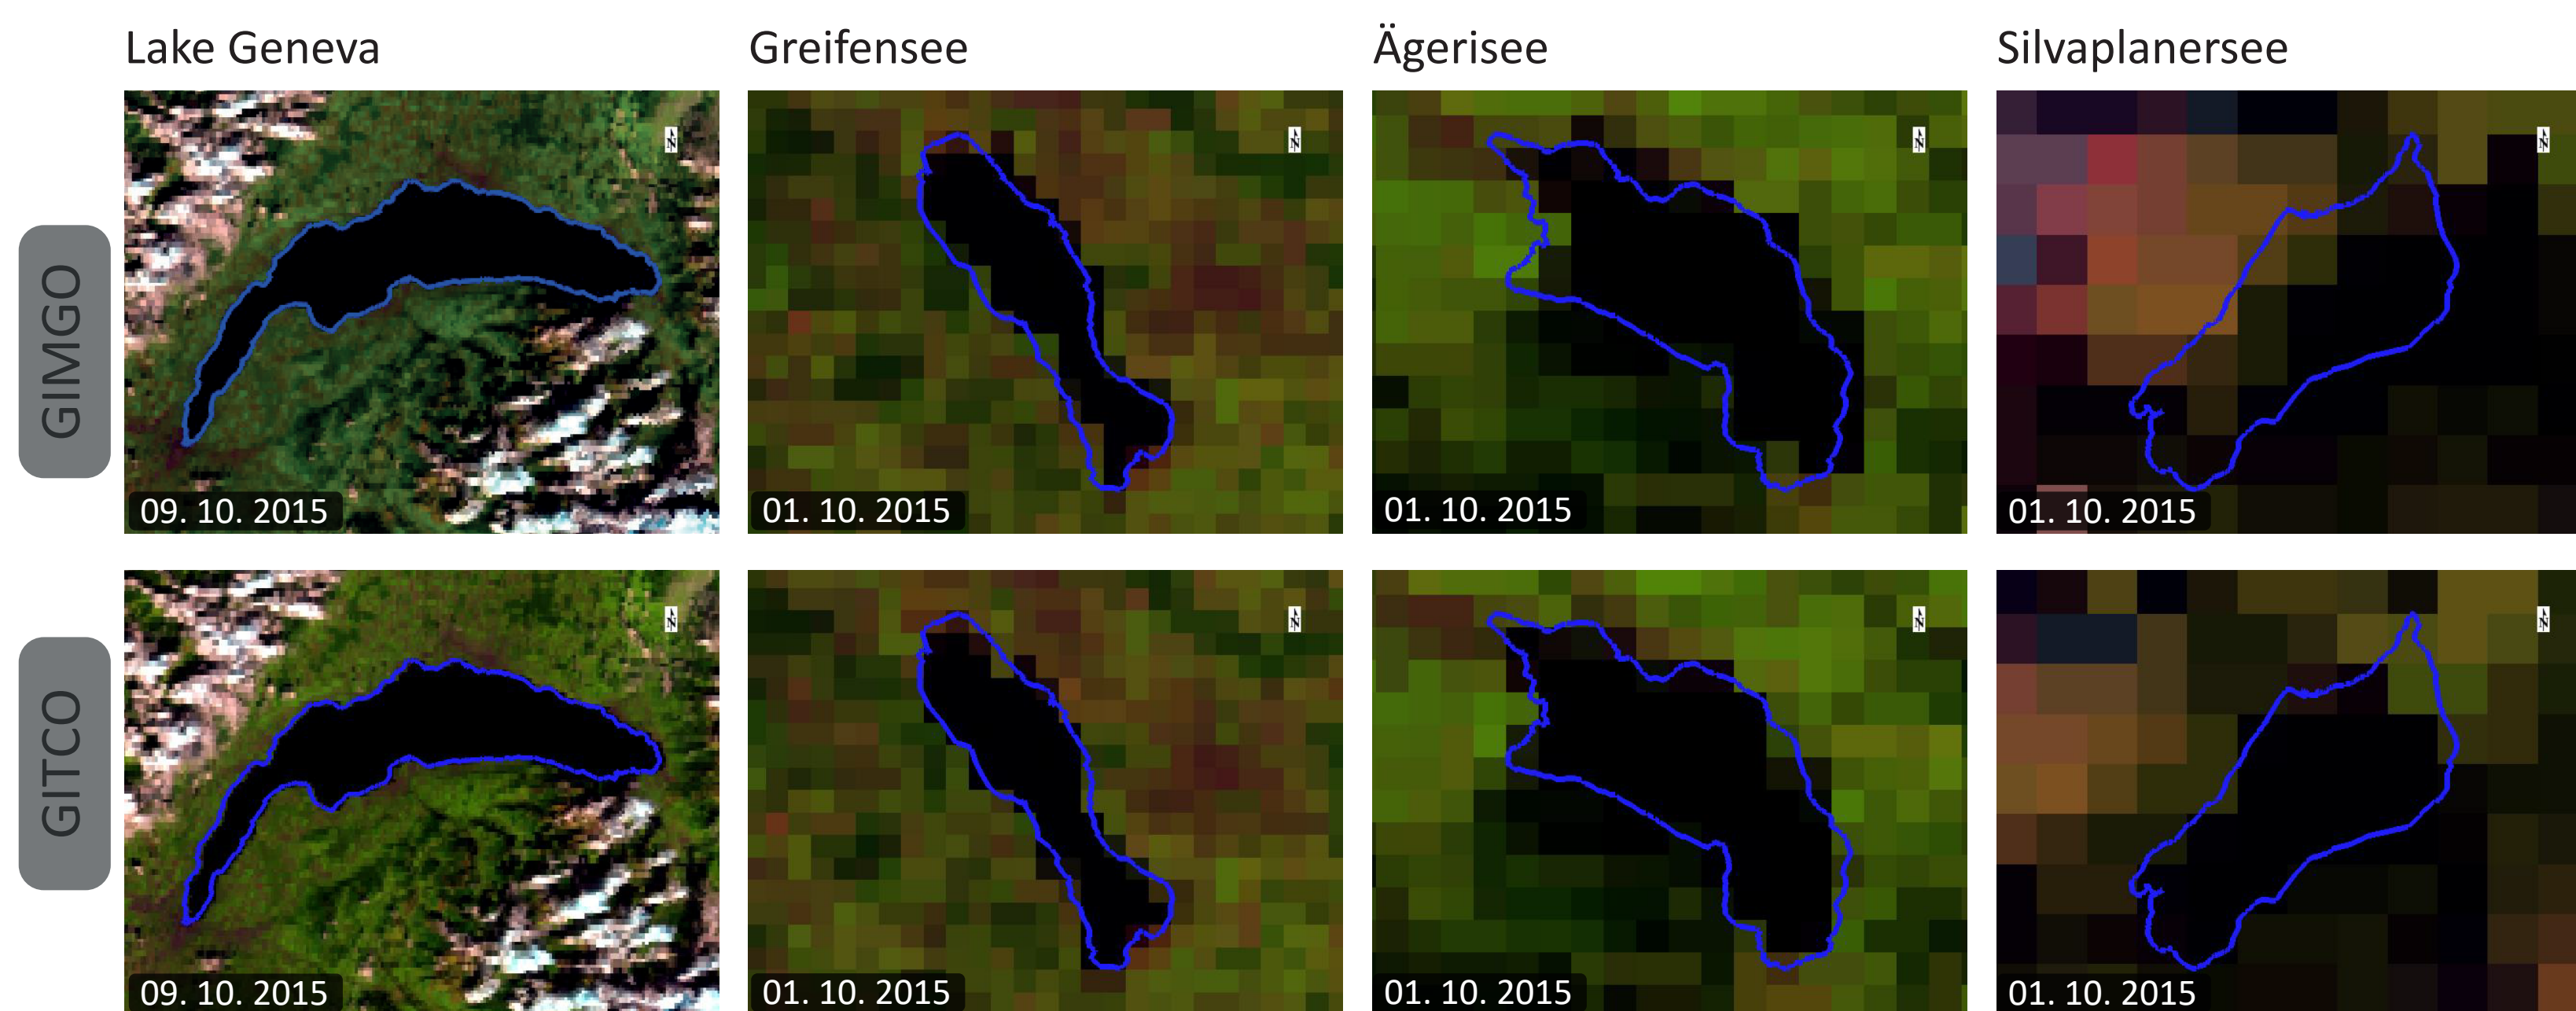 Lake Geneva
Greifensee
Ägerisee
Silvaplanersee
GIMGO
N
N
N
N
09. 10. 2015
01. 10. 2015
01. 10. 2015
01. 10. 2015
GITCO
N
N
N
N
09. 10. 2015
01. 10. 2015
01. 10. 2015
01. 10. 2015